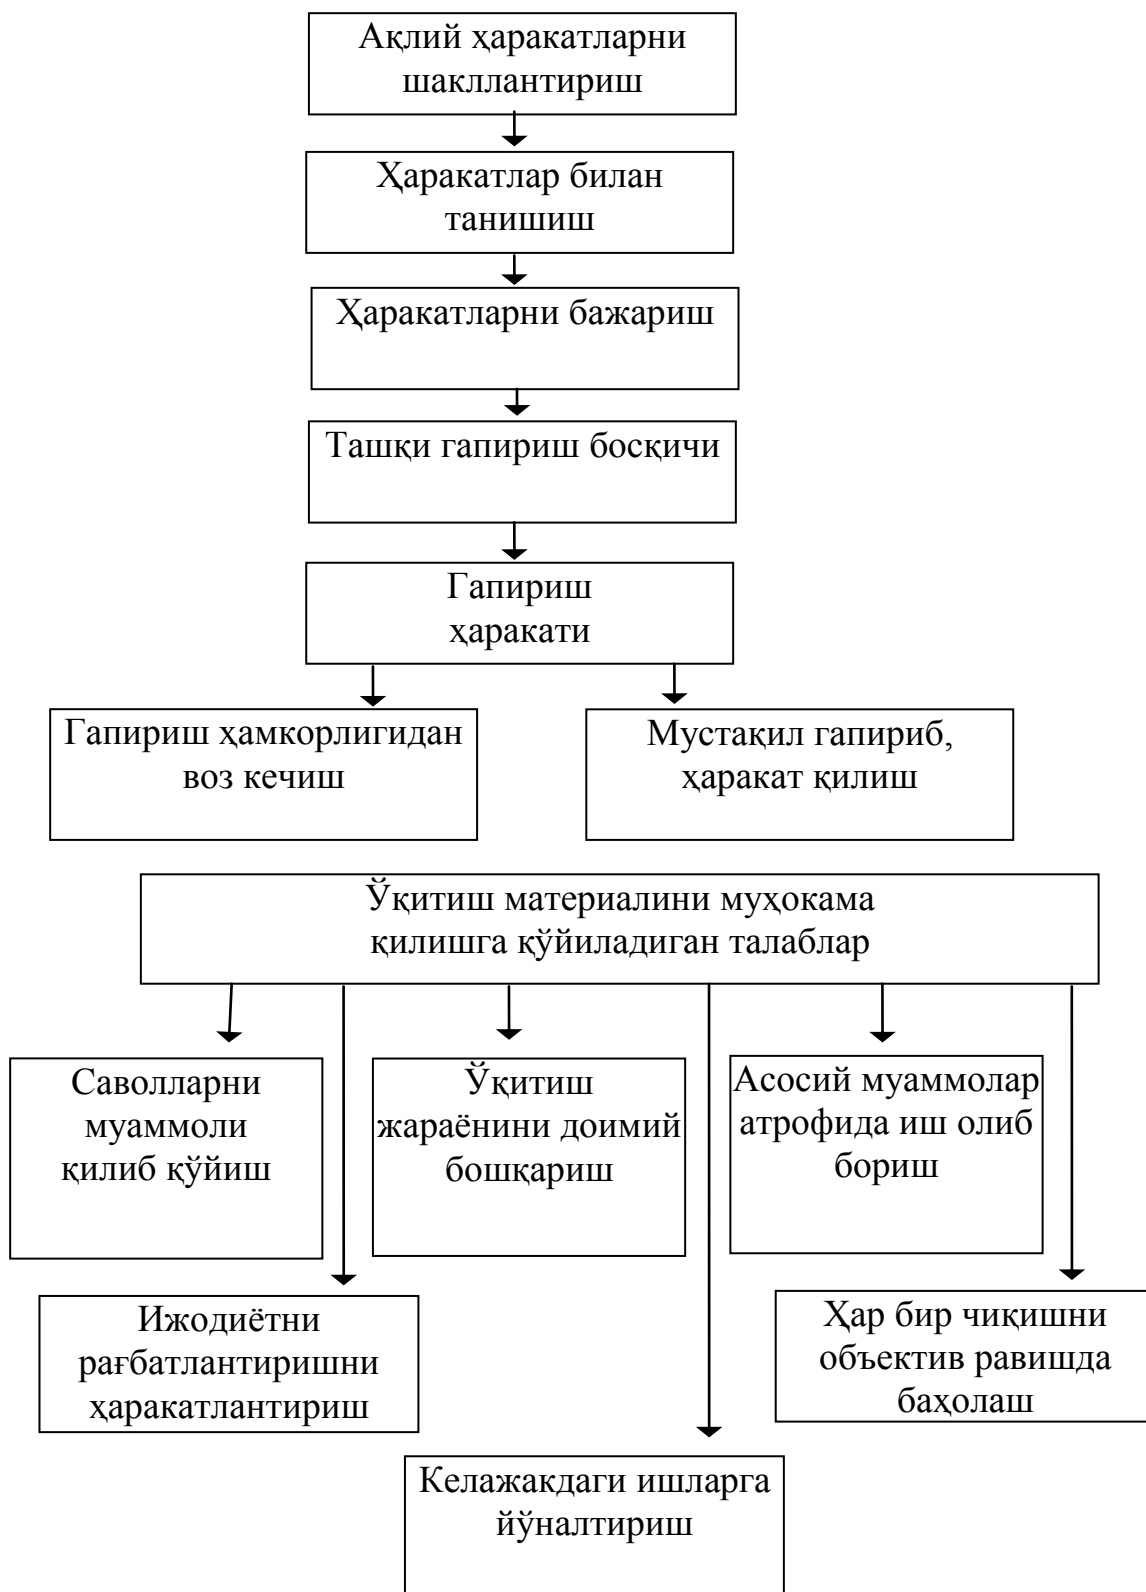 Ақлий ҳаракатларни
шакллантириш
Ҳаракатлар билан
танишиш
Ҳаракатларни бажариш
Ташқи гапириш босқичи
Гапириш
ҳаракати
Гапириш ҳамкорлигидан
воз кечиш
Мустақил гапириб,
ҳаракат қилиш
Ўқитиш материалини муҳокама
қилишга қўйиладиган талаблар
Саволларни
муаммоли
қилиб қўйиш
Ўқитиш
жараёнини доимий
бошқариш
Асосий муаммолар
атрофида иш олиб
бориш
Ижодиётни
рағбатлантиришни
ҳаракатлантириш
Ҳар бир чиқишни
объектив равишда
баҳолаш
Келажакдаги ишларга
йўналтириш